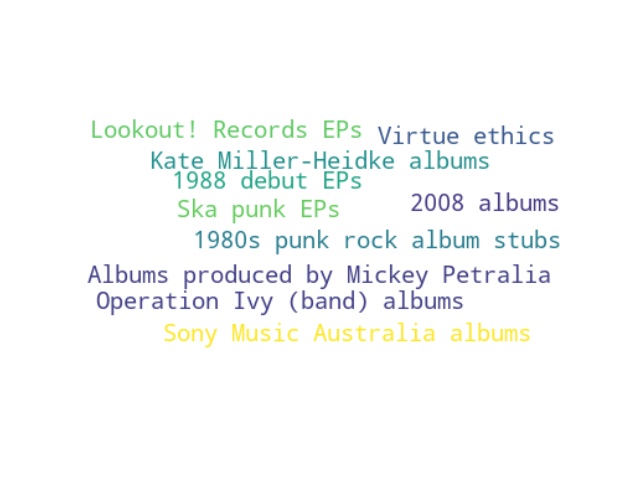 Lookout! Records EPs
Virtue ethics
Kate Miller-Heidke albums
1988 debut EPs
2008 albums
Ska punk EPs
1980s punk rock album stubs
Albums produced by Mickey Petralia
Operation Ivy (band) albums
Sony Music Australia albums